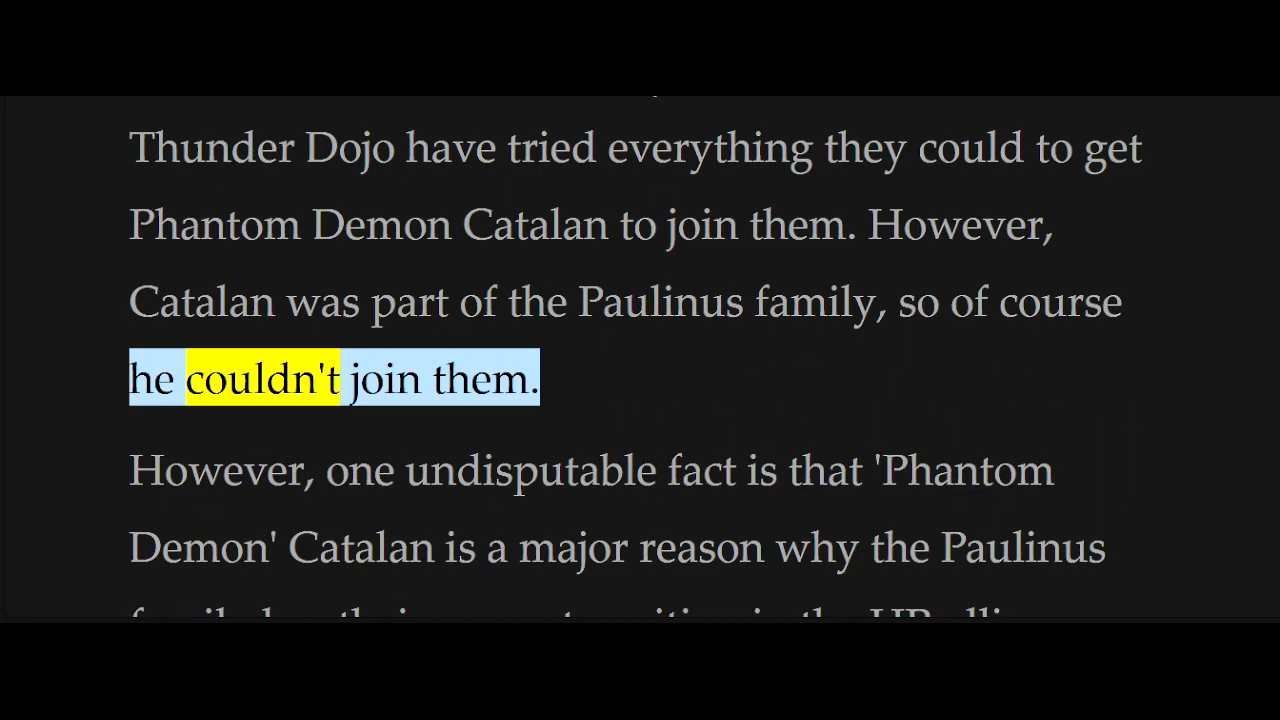 Thunder Dojo have tried everything they could to get
Phantom Demon Catalan to join them. However,
Catalan was part of the Paulinus family, so of course
he couldn't join them.
However, one undisputable fact is that 'Phantom
Demon' Catalan is a major reason why the Paulinus